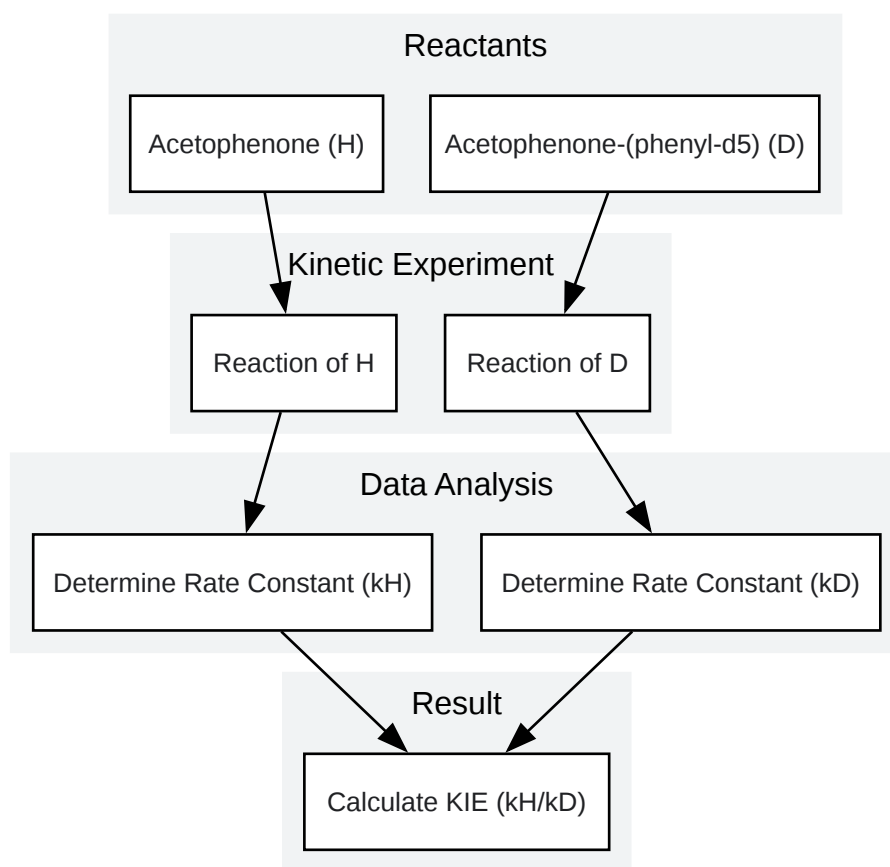 Reactants
Acetophenone (H)
Acetophenone-(phenyl-d5) (D)
Kinetic Experiment
Reaction of H
Reaction of D
Data Analysis
Determine Rate Constant (kH)
Determine Rate Constant (kD)
Result
Calculate KIE (kH/kD)